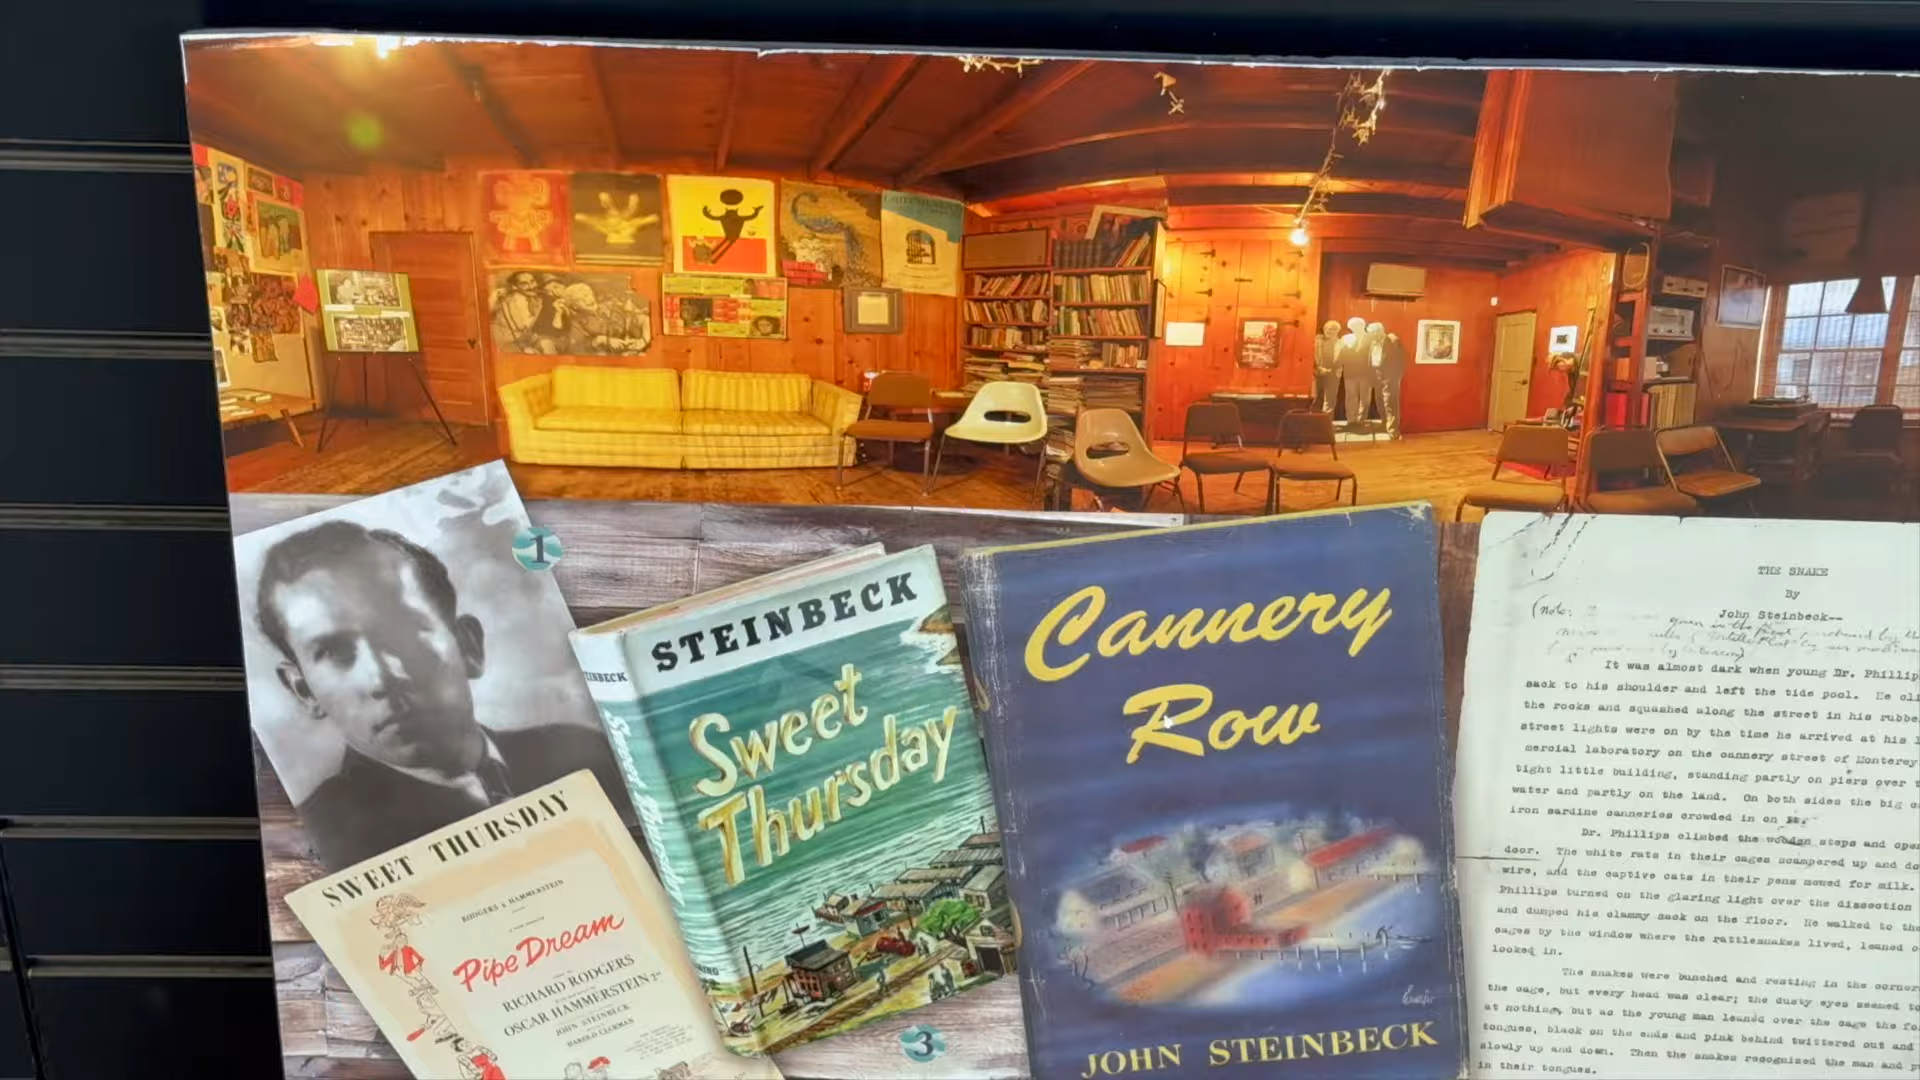 1
STEINBECK
Sweet
Thursday
3
Cannery
Row
JOHN STEINBECK
SWEET THURSDAY
RODGERS & HAMMERSTEIN
Pipe Dream
RICHARD RODGERS
OSCAR HAMMERSTEIN 2nd
JOHN STEINBECK
HAROLD CLURMAN
THE SNAKE
By
John Steinbeck--
(note:
It was almost dark when young Dr. Phillip
sack to his shoulder and left the tide pool. He cli
the rocks and squashed along the street in his rubbe
street lights were on by the time he arrived at his l
mercial laboratory on the cannery street of Monterey
tight little building, standing partly on piers over
water and partly on the land. On both sides the big
iron sardine canneries crowded in on
Dr. Phillips climbed the wooden steps and ope
door. The white rats in their cages scampered up and do
wire, and the captive cats in their pens mewed for milk.
Phillips turned on the glaring light over the dissection
and dumped his clammy sack on the floor. He walked to the
cages by the window where the rattlesnakes lived, leaned
looked in.
The snakes were bunched and resting in the corner
the cage, but every head was clear; the dusty eyes seemed to
at nothing, but as the young man leaned over the cage the fo
tongues, black on the ends and pink behind twittered out and
slowly up and down. Then the snakes recognized the man and p
in their tongues.